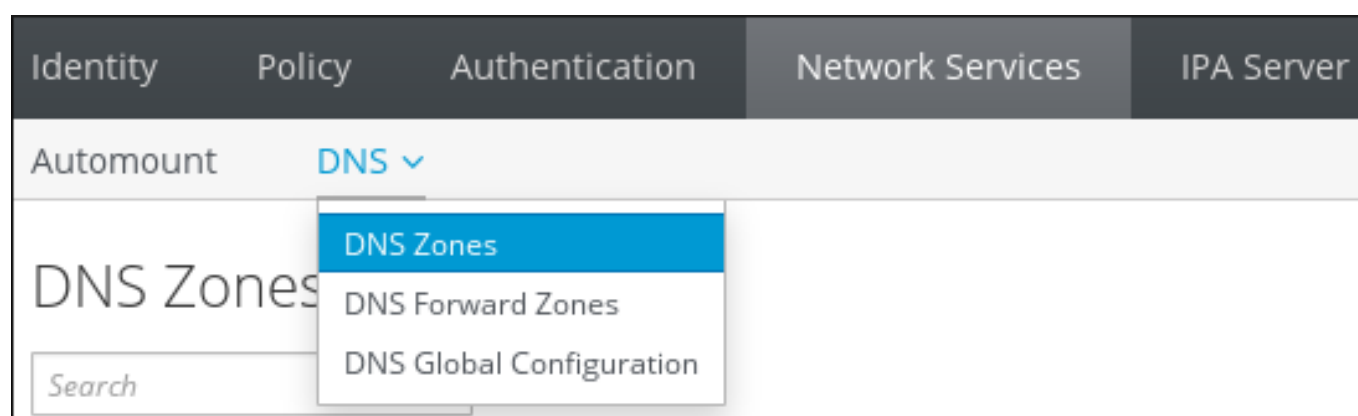 Identity Policy Authentication Network Services IPA Server
Automount DNS
DNS Zones
DNS Zones
DNS Forward Zones
DNS Global Configuration
Search